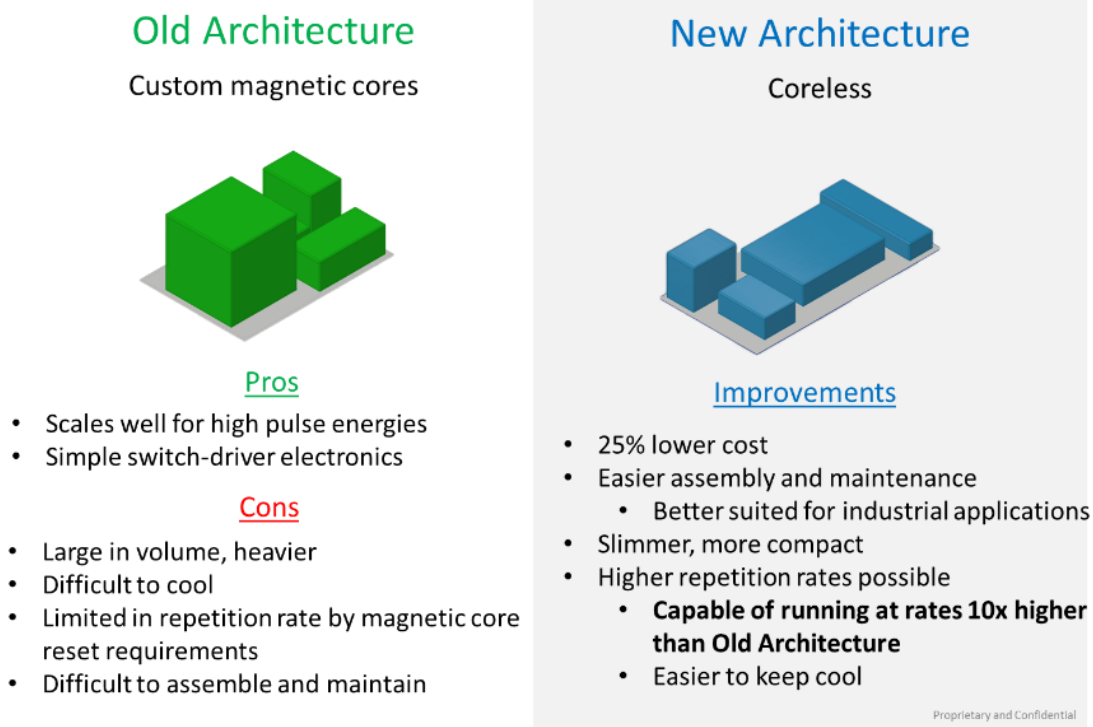 Old Architecture
Custom magnetic cores
Pros
• Scales well for high pulse energies
• Simple switch-driver electronics
Cons
• Large in volume, heavier
• Difficult to cool
• Limited in repetition rate by magnetic core
reset requirements
• Difficult to assemble and maintain
New Architecture
Coreless
Improvements
• 25% lower cost
• Easier assembly and maintenance
• Better suited for industrial applications
• Slimmer, more compact
• Higher repetition rates possible
• Capable of running at rates 10x higher
than Old Architecture
• Easier to keep cool
Proprietary and Confidential